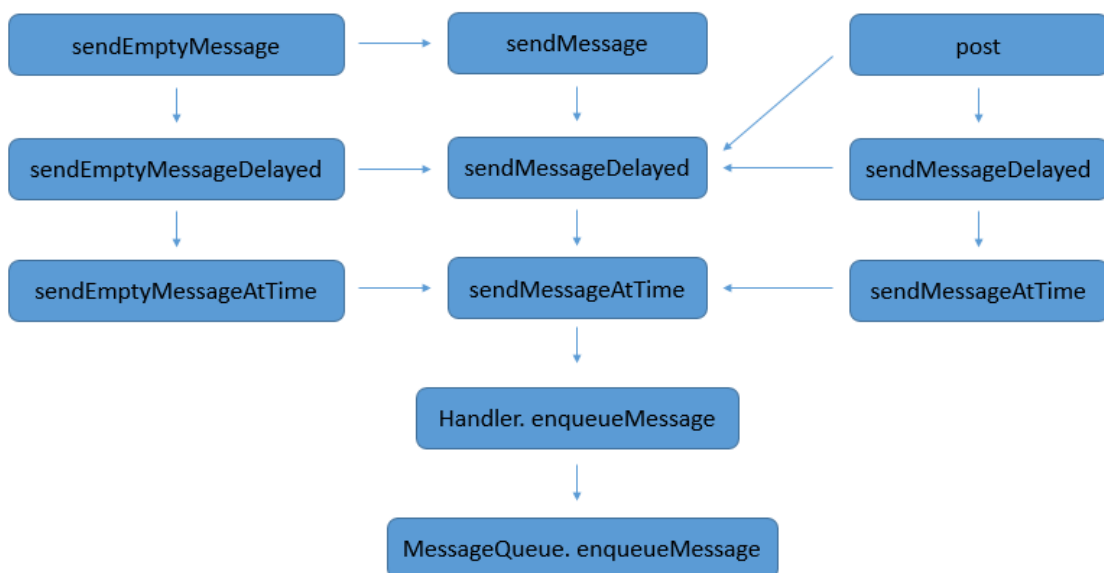 sendEmptyMessage
sendMessage
post
sendEmptyMessageDelayed
sendMessageDelayed
sendMessageDelayed
sendEmptyMessageAtTime
sendMessageAtTime
sendMessageAtTime
Handler. enqueueMessage
MessageQueue. enqueueMessage